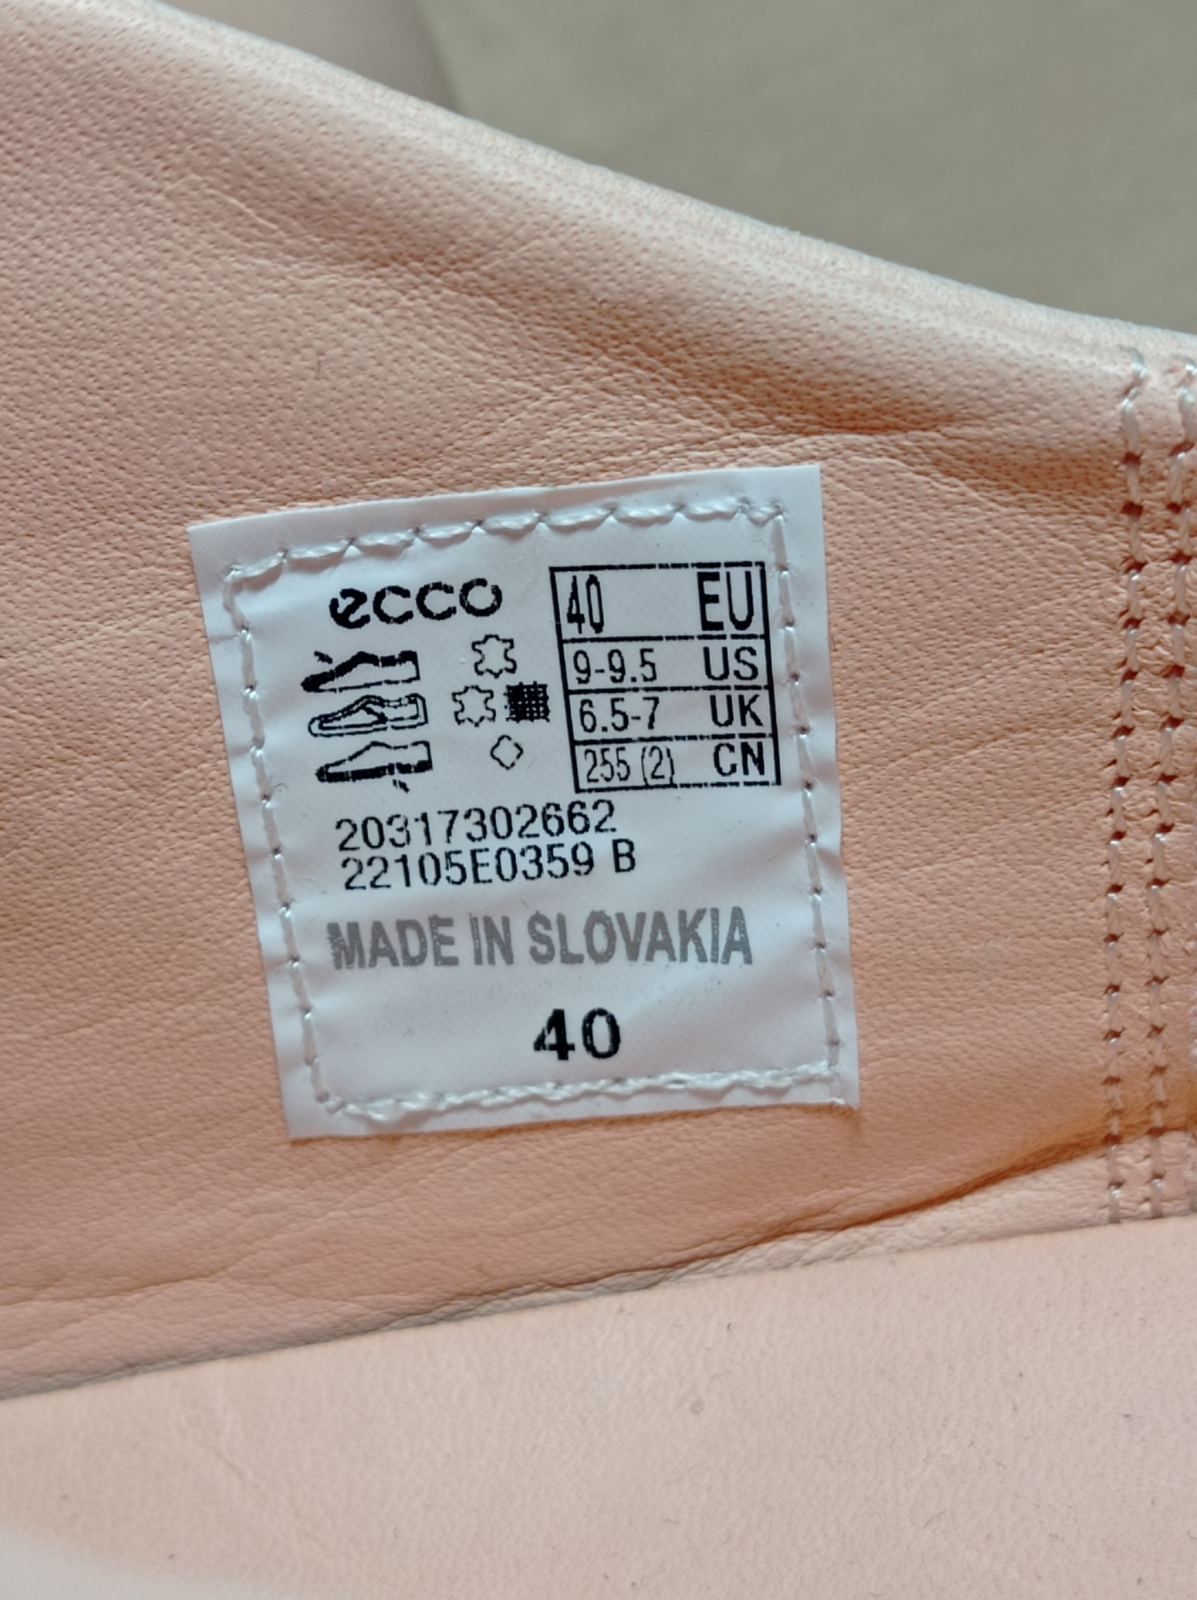 ecco
40 EU
9-9.5 US
6.5-7 UK
255 (2) CN
20317302662
22105E0359 B
MADE IN SLOVAKIA
40